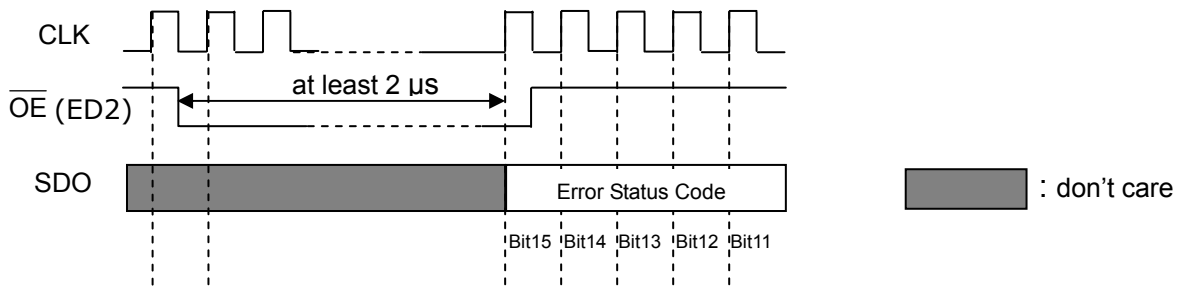 CLK
at least 2 µs
OE (ED2)
SDO
Error Status Code
: don't care
Bit15 Bit14 Bit13 Bit12 Bit11